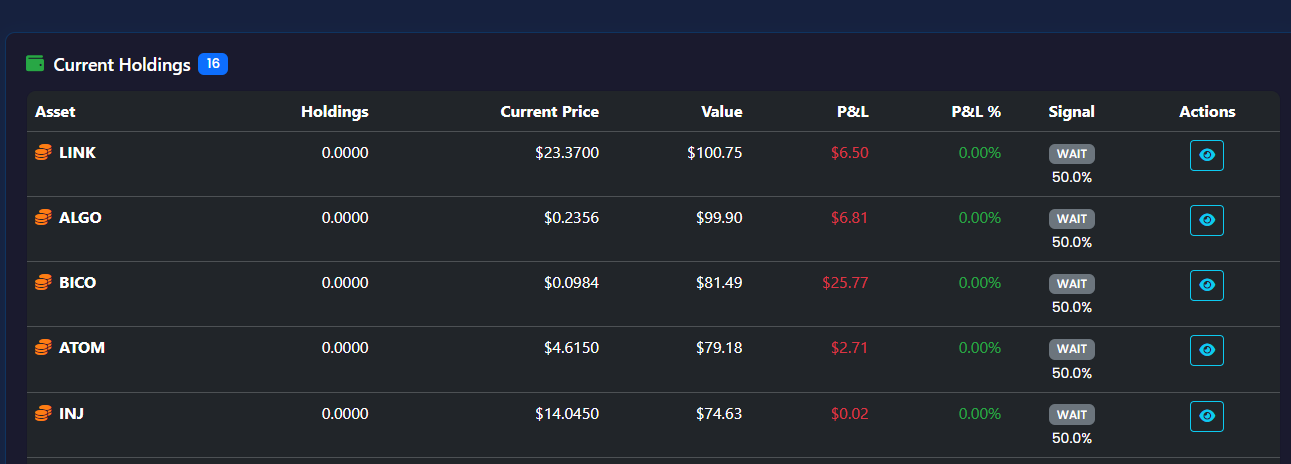 Current Holdings 16
Asset Holdings Current Price Value P&L P&L % Signal Actions
LINK 0.0000 $23.3700 $100.75 $6.50 0.00% WAIT
50.0%
ALGO 0.0000 $0.2356 $99.90 $6.81 0.00% WAIT
50.0%
BICO 0.0000 $0.0984 $81.49 $25.77 0.00% WAIT
50.0%
ATOM 0.0000 $4.6150 $79.18 $2.71 0.00% WAIT
50.0%
INJ 0.0000 $14.0450 $74.63 $0.02 0.00% WAIT
50.0%